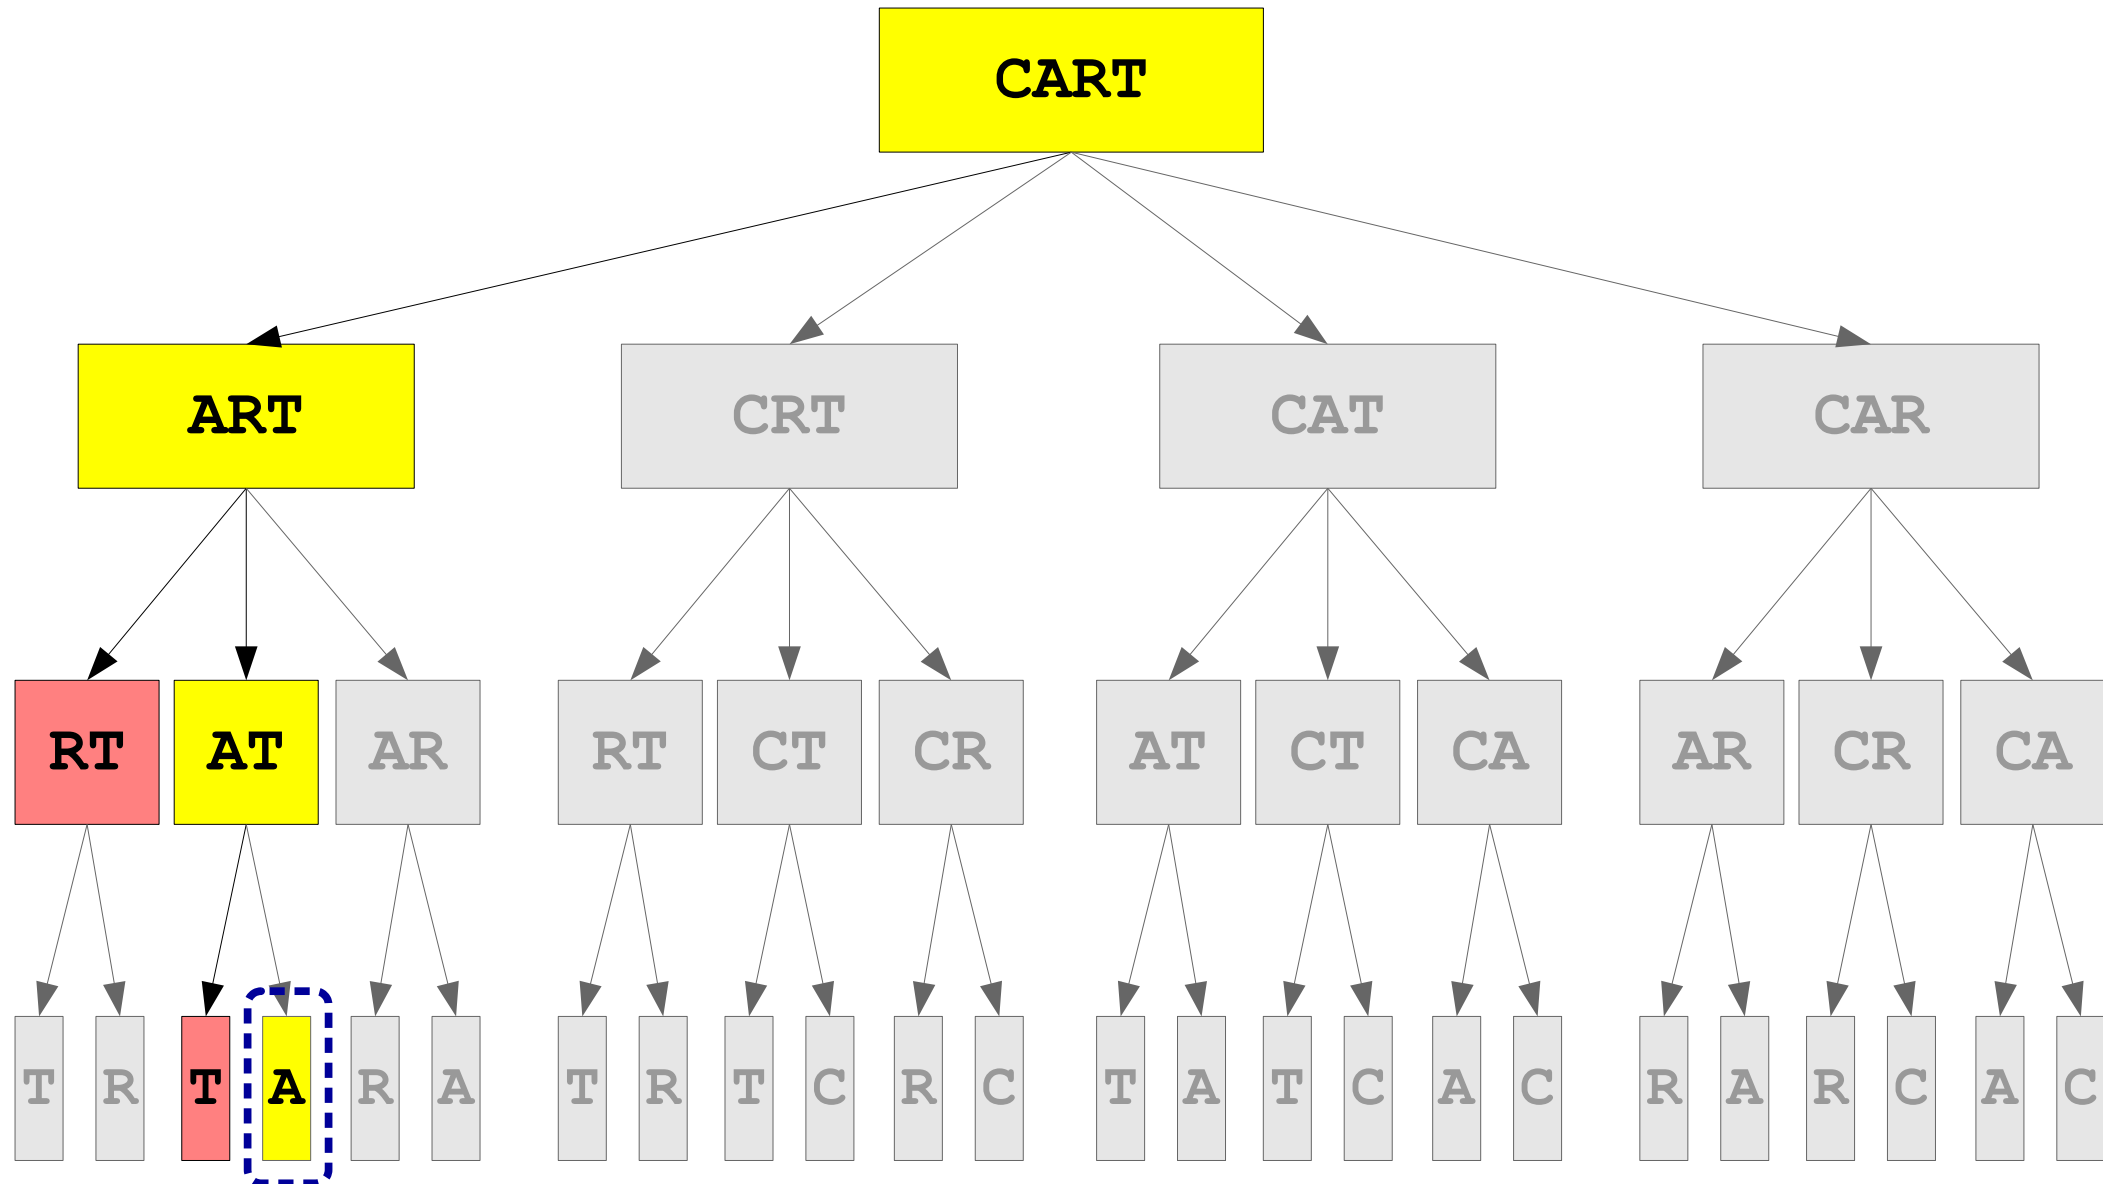 CART
ART CRT CAT CAR
RT AT AR RT CT CR AT CT CA AR CR CA
T R T A R A T R T C R C T A T C A C R A R C A C